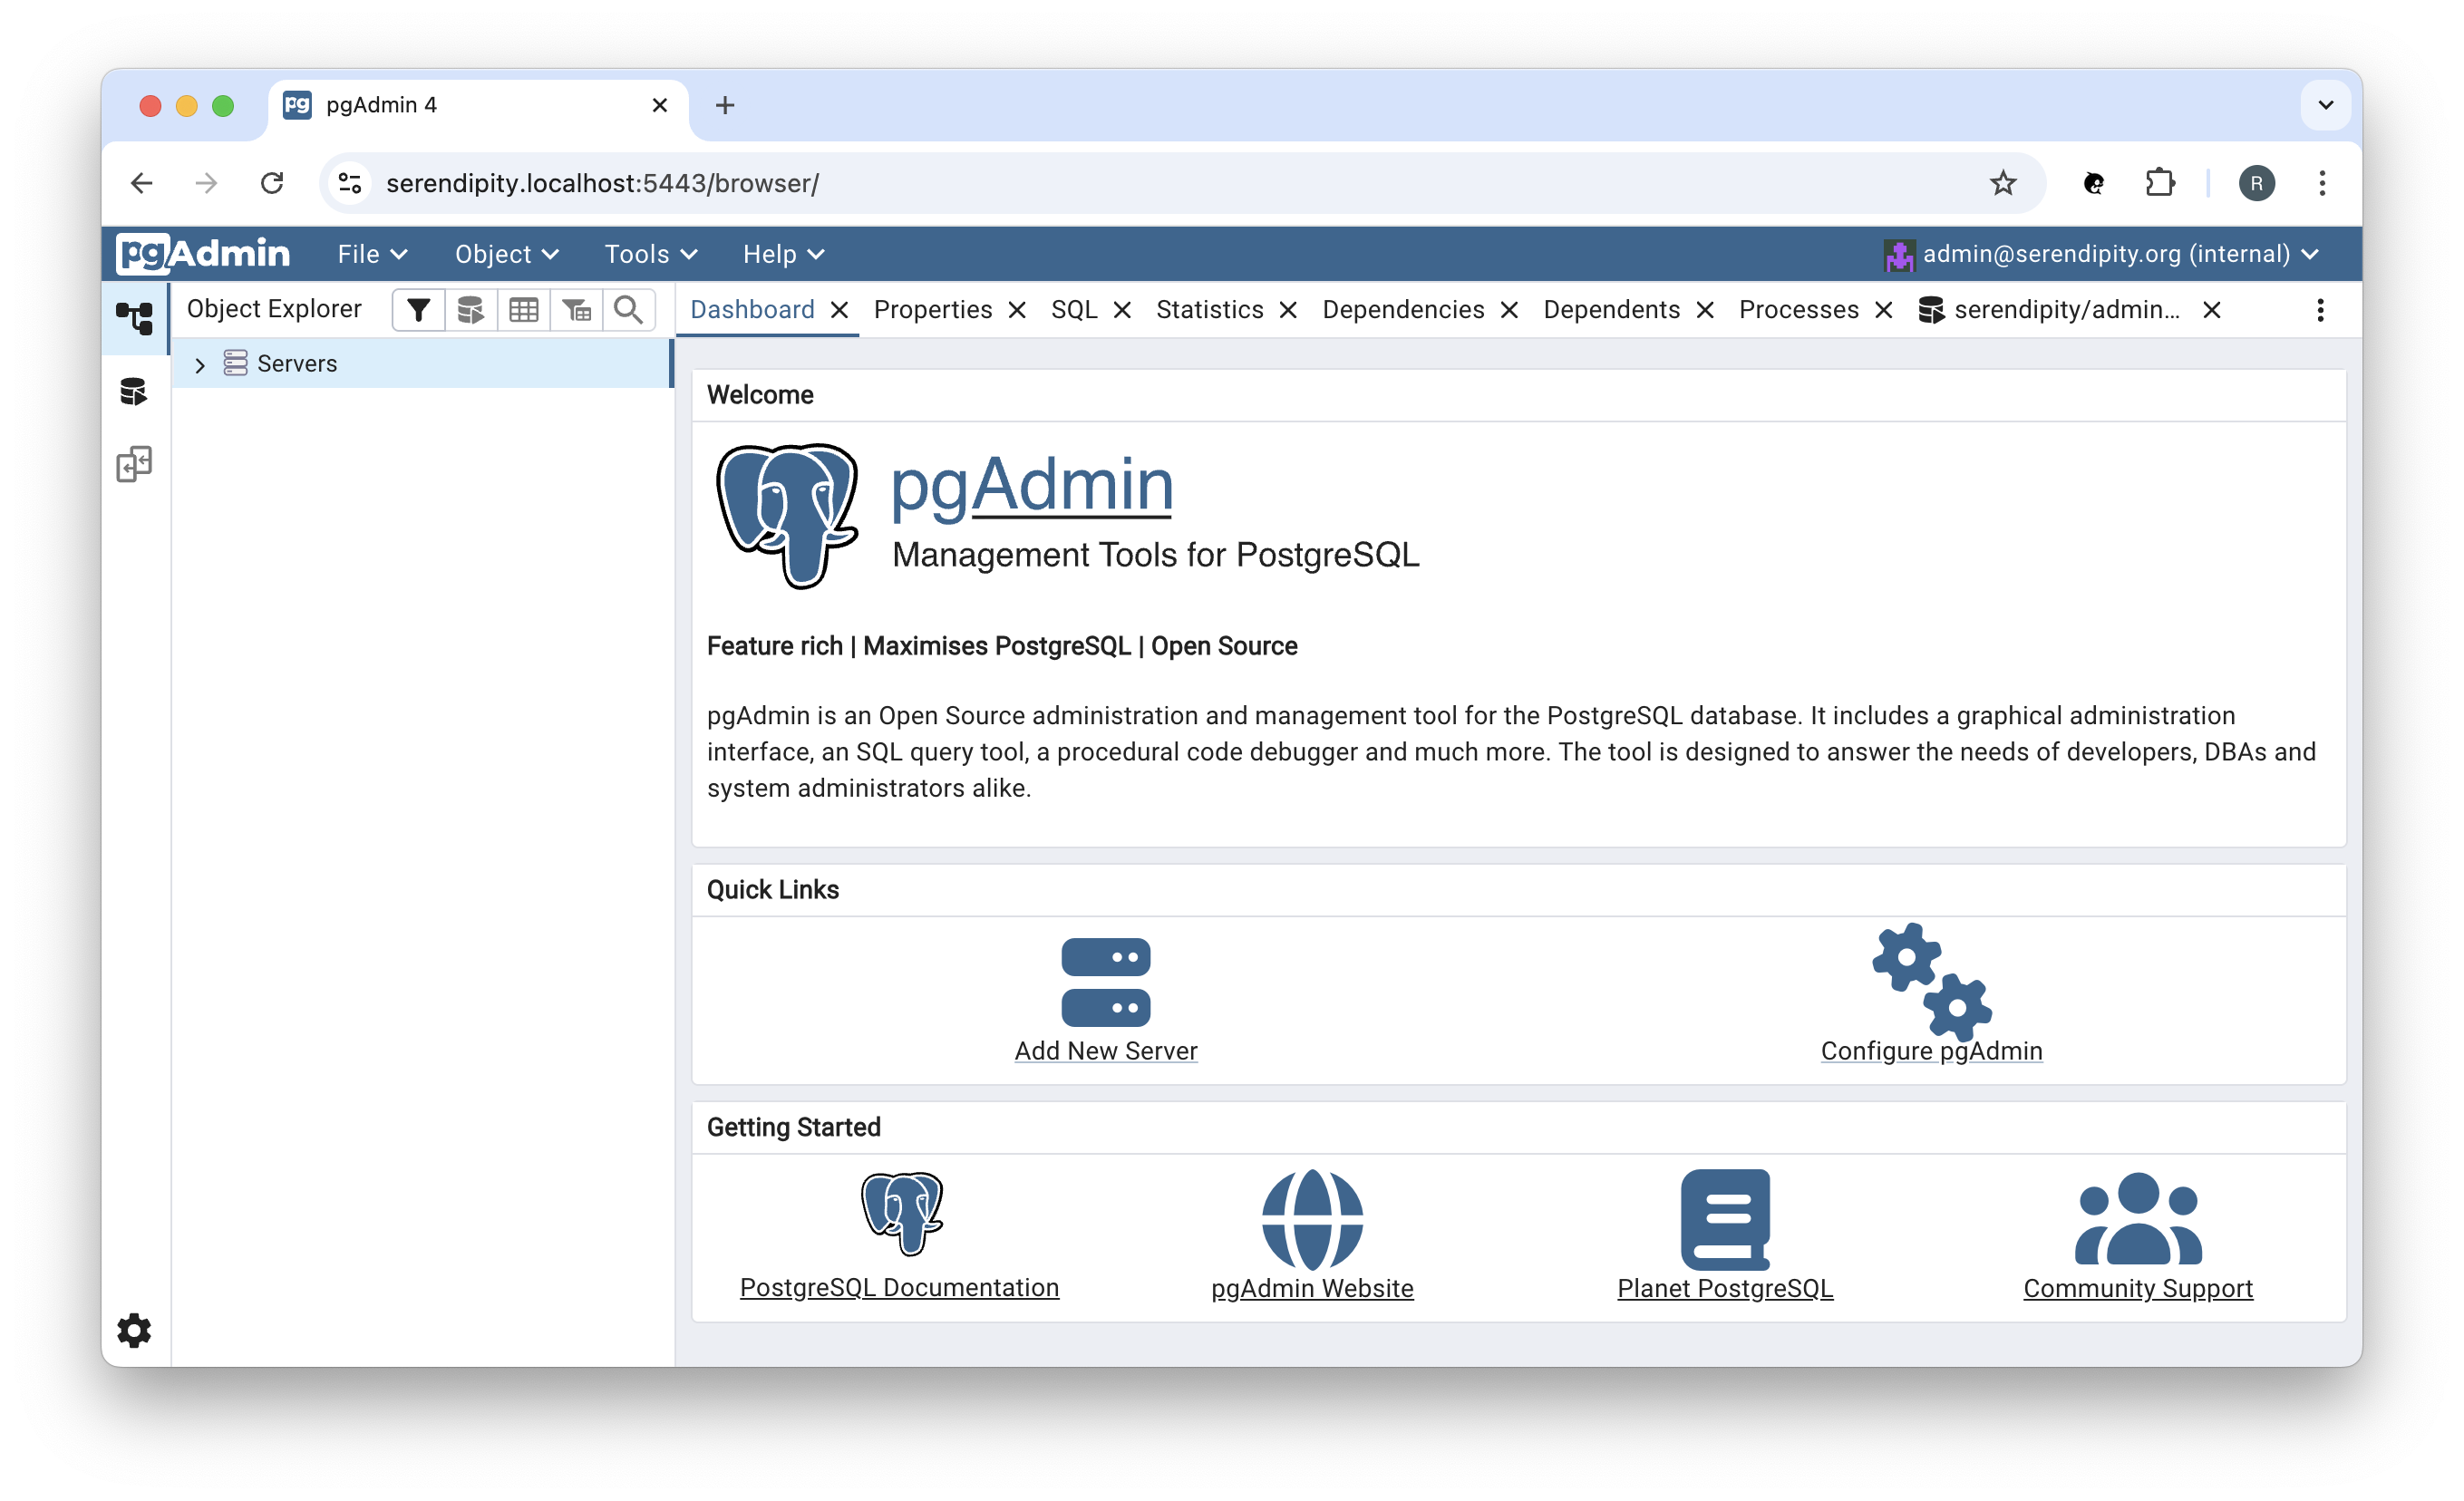 pg pgAdmin 4
serendipity.localhost:5443/browser/
R
pgAdmin File Object Tools Help admin@serendipity.org (internal)
Object Explorer
Dashboard Properties SQL Statistics Dependencies Dependents Processes serendipity/admin...
Servers
Welcome
pgAdmin
Management Tools for PostgreSQL
Feature rich | Maximises PostgreSQL | Open Source
pgAdmin is an Open Source administration and management tool for the PostgreSQL database. It includes a graphical administration
interface, an SQL query tool, a procedural code debugger and much more. The tool is designed to answer the needs of developers, DBAs and
system administrators alike.
Quick Links
Add New Server Configure pgAdmin
Getting Started
PostgreSQL Documentation pgAdmin Website Planet PostgreSQL Community Support